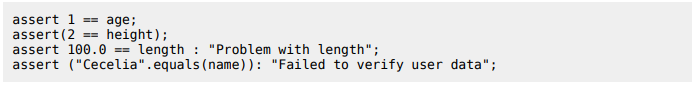 assert 1 == age;
assert(2 == height);
assert 100.0 == length : "Problem with length";
assert ("Cecelia".equals(name)): "Failed to verify user data";